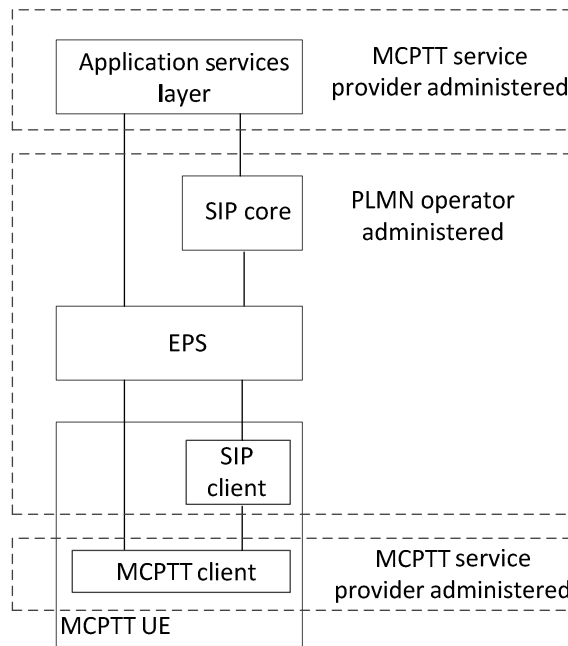 Application services
layer
MCPTT service
provider administered
SIP core
PLMN operator
administered
EPS
SIP
client
MCPTT client
MCPTT service
provider administered
MCPTT UE